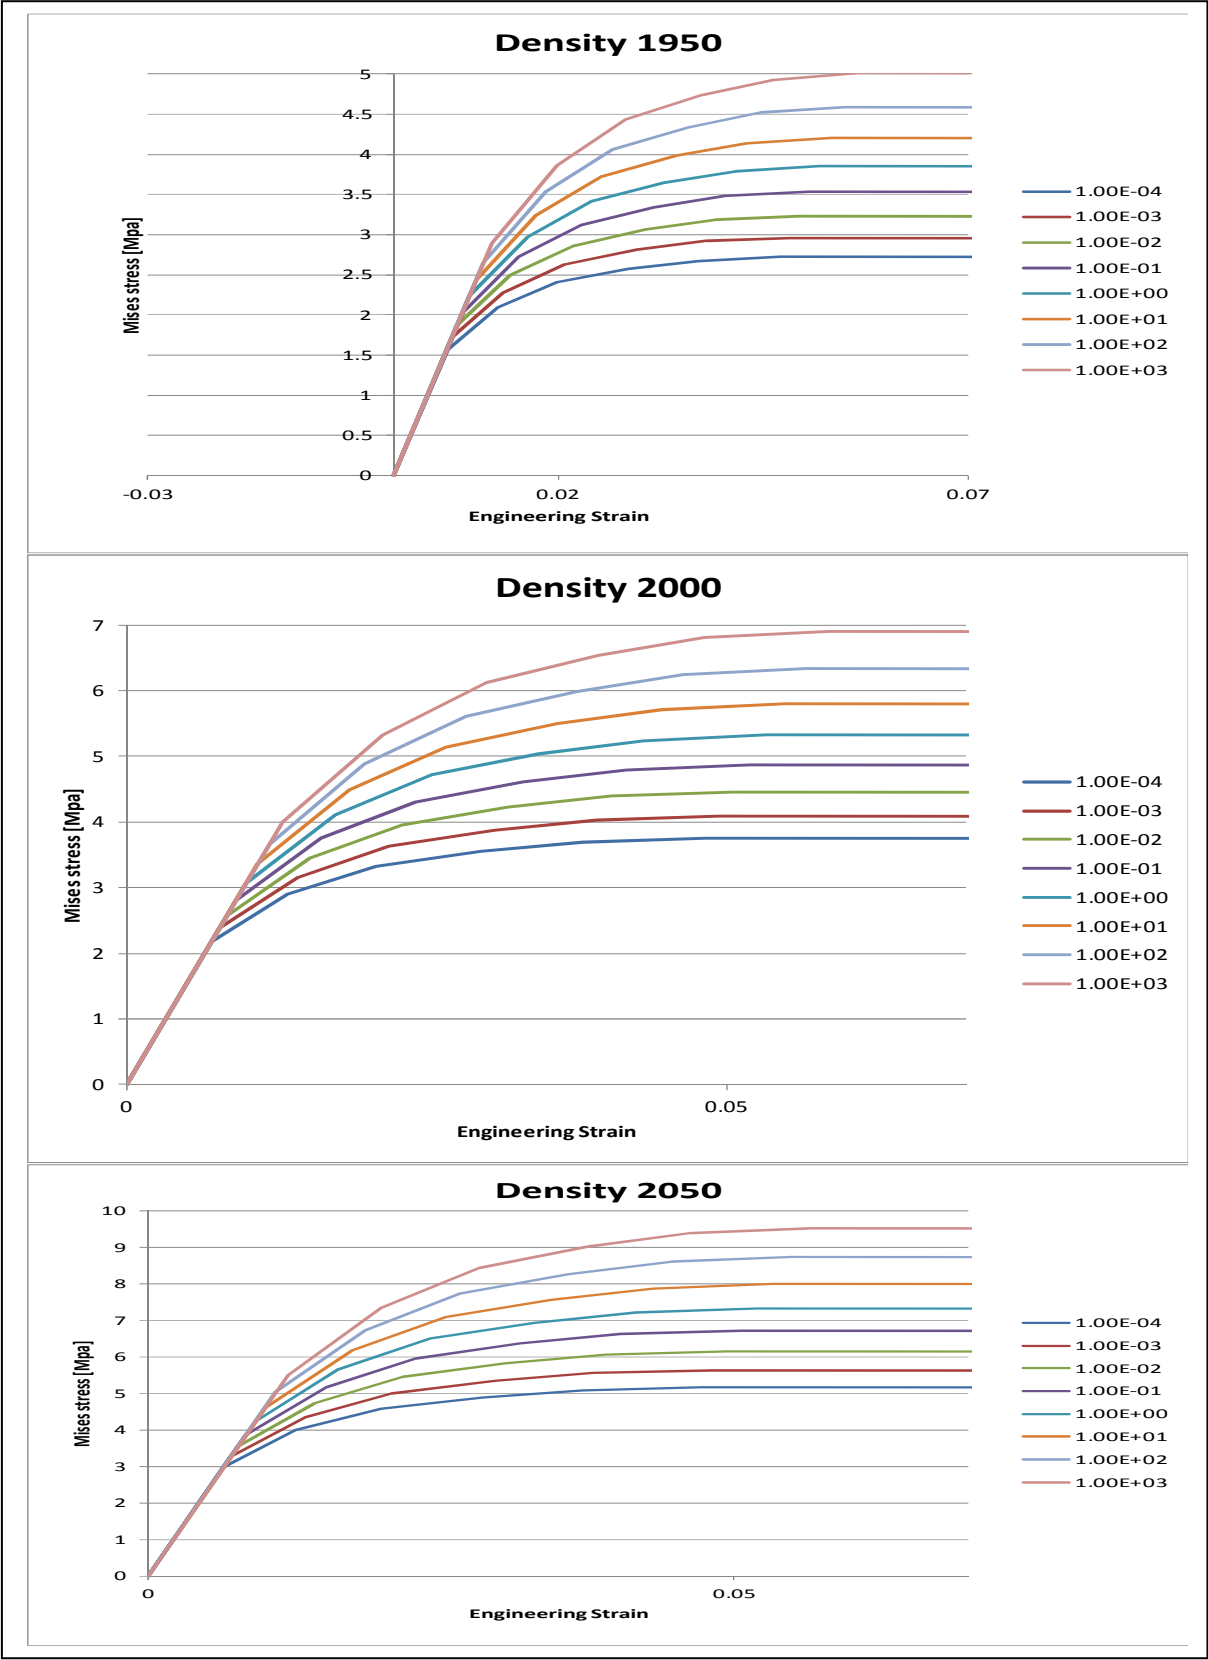 Density 1950
5
4.5
4
3.5
3
2.5
2
1.5
1
0.5
0
Mises stress [Mpa]
-0.03
0.02
0.07
Engineering Strain
1.00E-04
1.00E-03
1.00E-02
1.00E-01
1.00E+00
1.00E+01
1.00E+02
1.00E+03
Density 2000
7
6
5
4
3
2
1
0
Mises stress [Mpa]
0
0.05
Engineering Strain
1.00E-04
1.00E-03
1.00E-02
1.00E-01
1.00E+00
1.00E+01
1.00E+02
1.00E+03
Density 2050
10
9
8
7
6
5
4
3
2
1
0
Mises stress [Mpa]
0
0.05
Engineering Strain
1.00E-04
1.00E-03
1.00E-02
1.00E-01
1.00E+00
1.00E+01
1.00E+02
1.00E+03